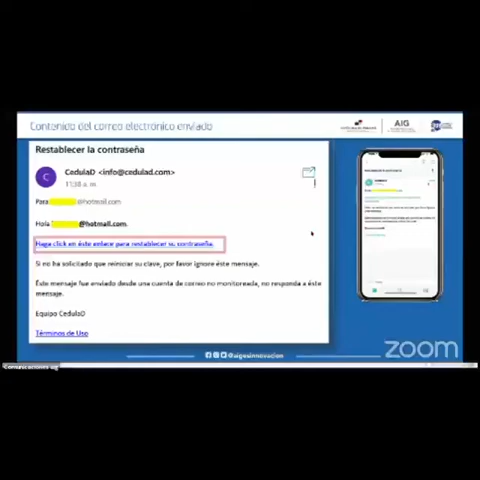 Contenido del correo electrónico enviado
AIG
Restablecer la contraseña
C
CedulaD <info@cedulad.com>
11:38 a. m.
Para @hotmail.com
Hola @hotmail.com.
Haga click en éste enlace para restablecer su contraseña.
Si no ha solicitado que reiniciar su clave, por favor ignore éste mensaje.
Éste mensaje fue enviado desde una cuenta de correo no monitoreada, no responda a éste
mensaje.
Equipo CedulaD
Términos de Uso
@aigesinnovacion
zoom
Comunicaciones aig